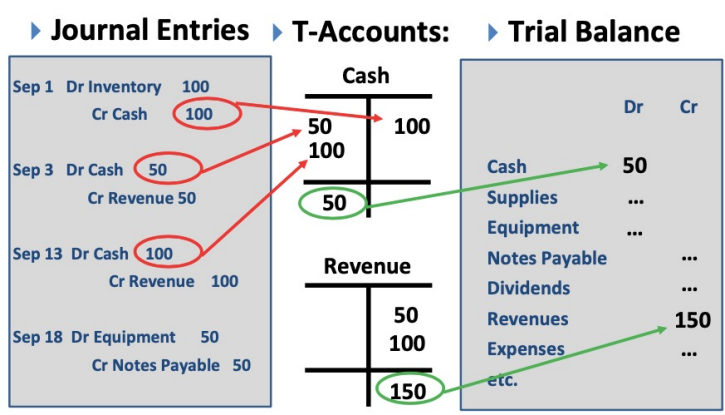 Journal Entries
Sep 1 Dr Inventory 100
Cr Cash 100
Sep 3 Dr Cash 50
Cr Revenue 50
Sep 13 Dr Cash 100
Cr Revenue 100
Sep 18 Dr Equipment 50
Cr Notes Payable 50
T-Accounts:
Cash
50 100
100
50
Revenue
50
100
150
Trial Balance
Dr Cr
Cash 50
Supplies ...
Equipment ...
Notes Payable ...
Dividends ...
Revenues 150
Expenses ...
etc.